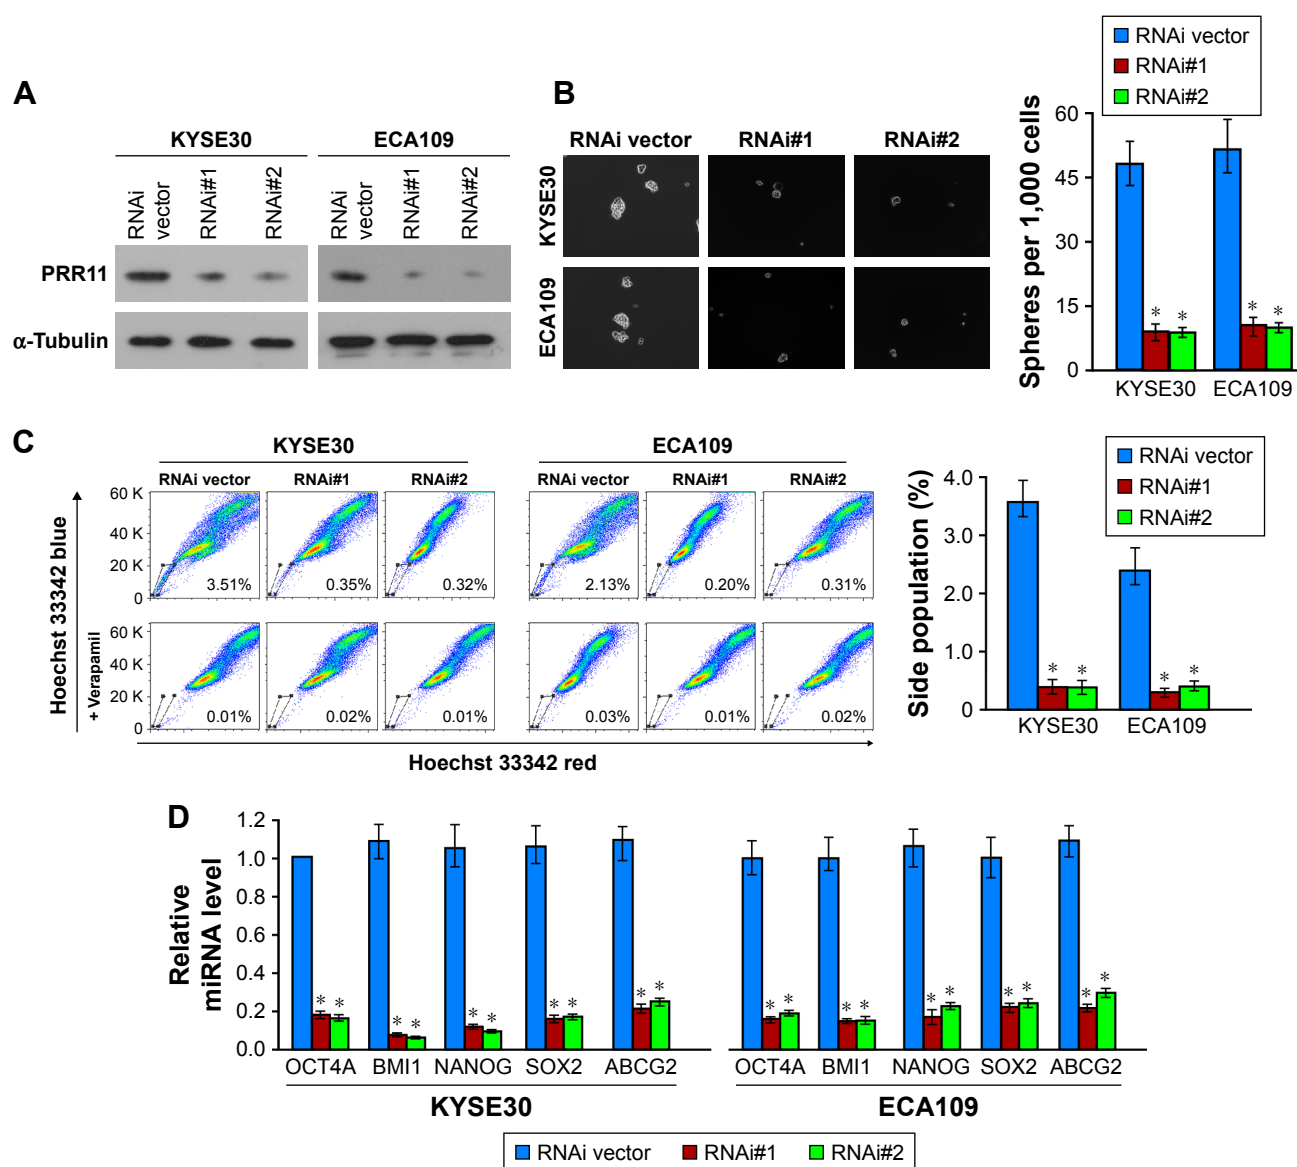 A
KYSE30 ECA109
RNAi vector RNAi#1 RNAi#2 RNAi vector RNAi#1 RNAi#2
PRR11
α-Tubulin
B
RNAi vector RNAi#1 RNAi#2
KYSE30
ECA109
RNAi vector
RNAi#1
RNAi#2
Spheres per 1,000 cells
60
45
30
15
0
* * * *
KYSE30 ECA109
C
KYSE30 ECA109
RNAi vector RNAi#1 RNAi#2 RNAi vector RNAi#1 RNAi#2
Hoechst 33342 blue
60 K
40 K
20 K
0
3.51% 0.35% 0.32% 2.13% 0.20% 0.31%
+ Verapamil
60 K
40 K
20 K
0
0.01% 0.02% 0.01% 0.03% 0.01% 0.02%
Hoechst 33342 red
RNAi vector
RNAi#1
RNAi#2
Side population (%)
4.0
3.0
2.0
1.0
0
* * * *
KYSE30 ECA109
D
Relative
miRNA level
1.2
1.0
0.8
0.6
0.4
0.2
0.0
* * * * * * * * * * * * * * * * * * * *
OCT4A BMI1 NANOG SOX2 ABCG2 OCT4A BMI1 NANOG SOX2 ABCG2
KYSE30 ECA109
RNAi vector RNAi#1 RNAi#2